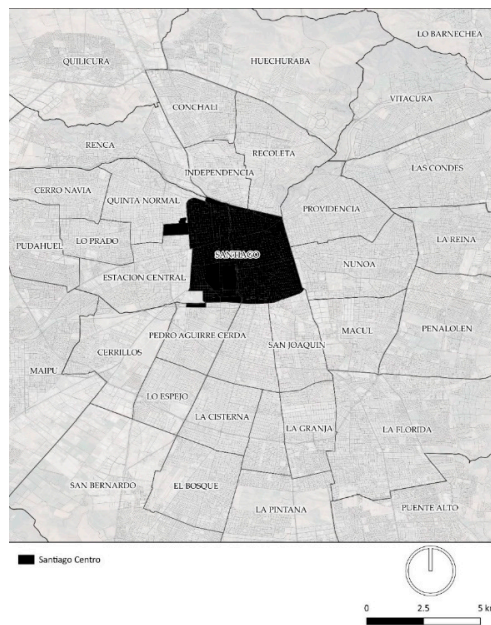 LO BARNECHEA
QUILICURA
HUECHURABA
VITACURA
CONCHALI
RENCA
RECOLETA
LAS CONDES
INDEPENDENCIA
CERRO NAVIA
QUINTA NORMAL
PROVIDENCIA
LA REINA
PUDAHUEL
LO PRADO
SANTIAGO
NUNOA
ESTACION CENTRAL
MACUL
PENALOLEN
PEDRO AGUIRRE CERDA
SAN JOAQUIN
CERRILLOS
MAIPU
LO ESPEJO
LA CISTERNA
LA GRANJA
LA FLORIDA
SAN BERNARDO
EL BOSQUE
LA PINTANA
PUENTE ALTO
Santiago Centro
0 2.5 5 k